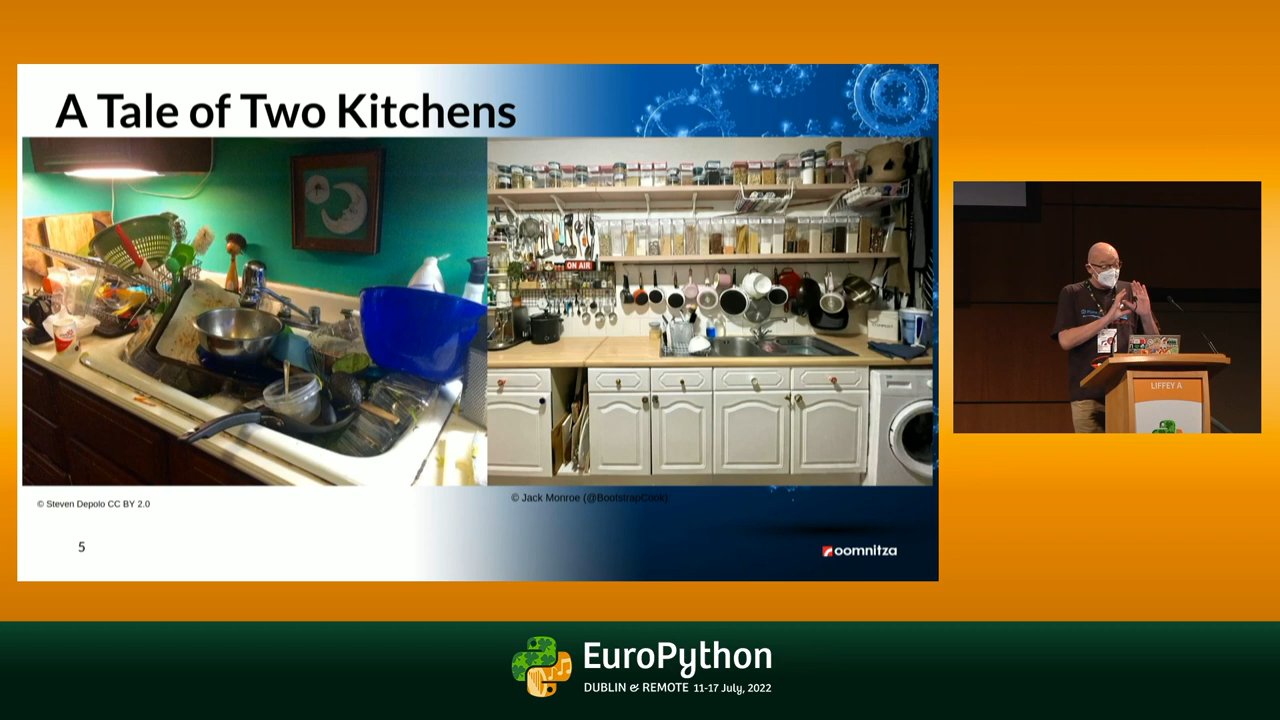 A Tale of Two Kitchens
ON AIR
© Steven Depolo CC BY 2.0
© Jack Monroe (@BootstrapCook)
5
oomnitza
LIFFEY A
EuroPython
DUBLIN & REMOTE 11-17 July, 2022